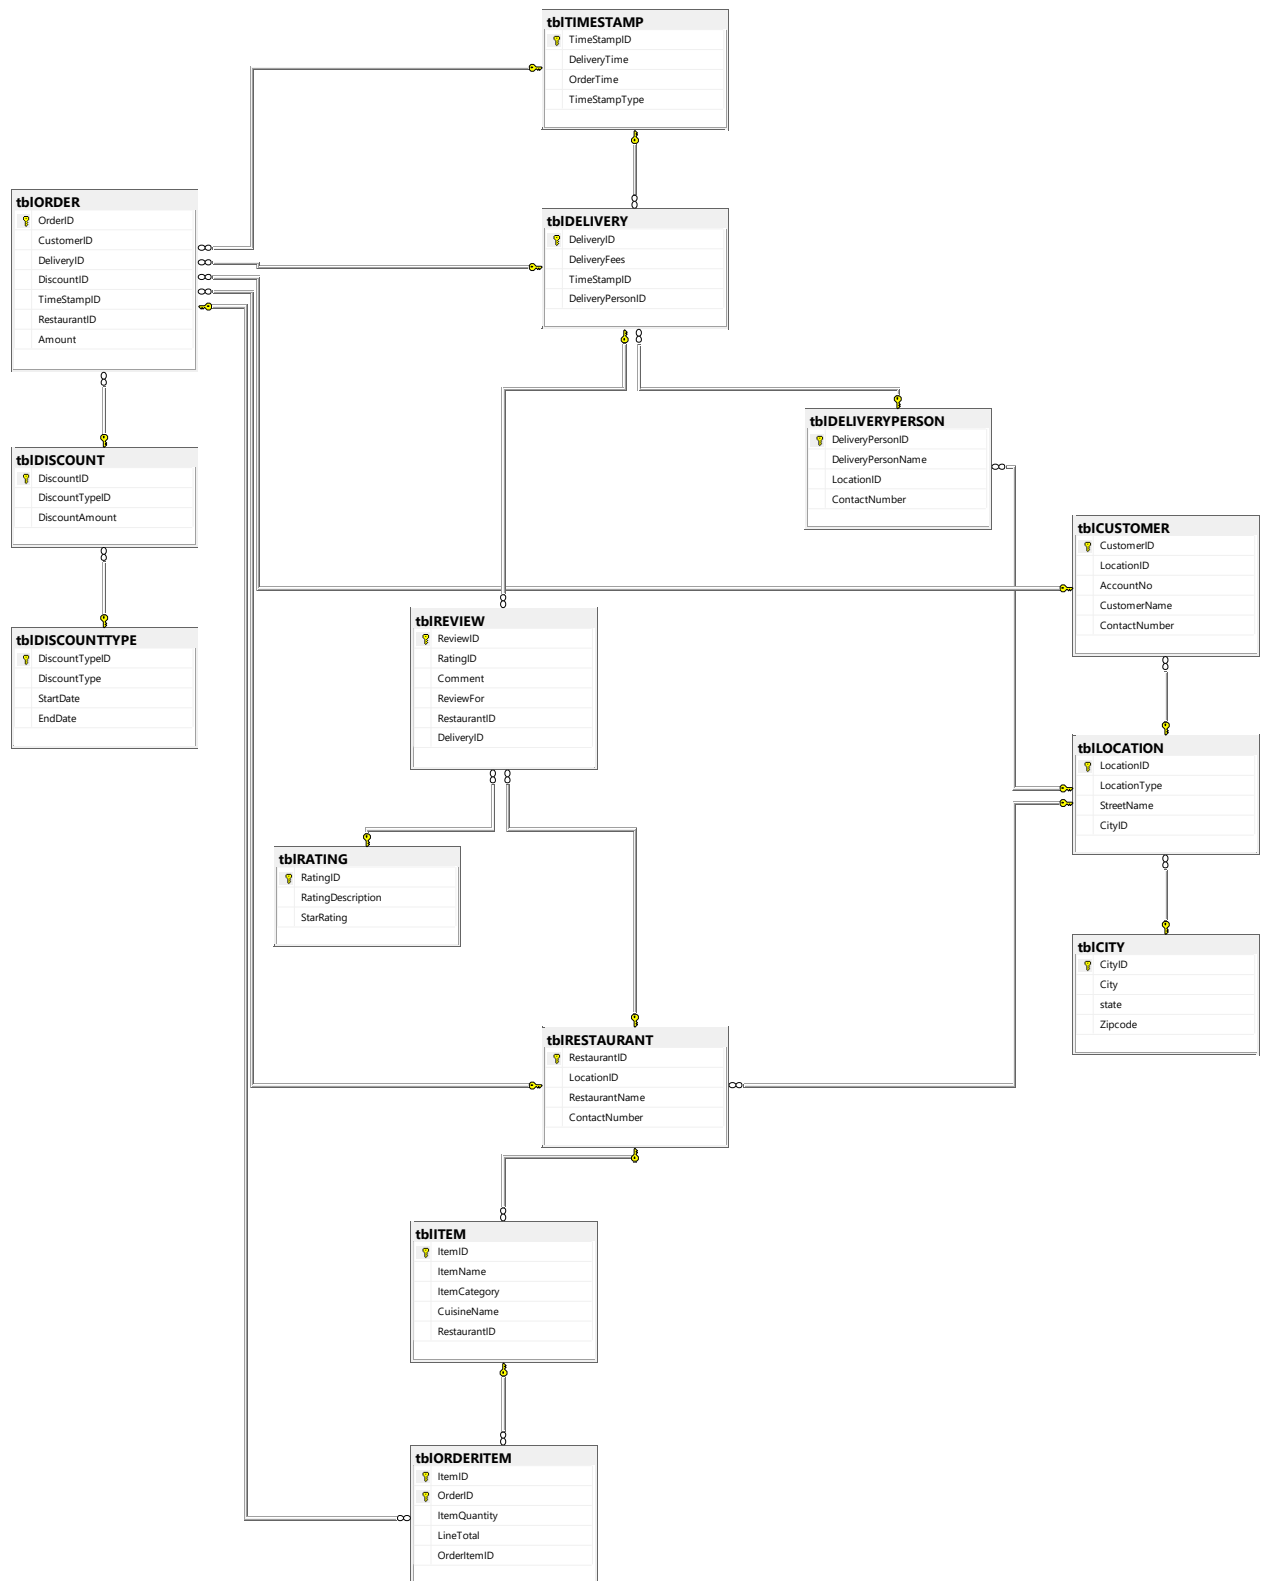 tblTIMESTAMP
TimeStampID
DeliveryTime
OrderTime
TimeStampType
tblORDER
OrderID
CustomerID
DeliveryID
DiscountID
TimeStampID
RestaurantID
Amount
tblDELIVERY
DeliveryID
DeliveryFees
TimeStampID
DeliveryPersonID
tblDELIVERYPERSON
DeliveryPersonID
DeliveryPersonName
LocationID
ContactNumber
tblDISCOUNT
DiscountID
DiscountTypeID
DiscountAmount
tblCUSTOMER
CustomerID
LocationID
AccountNo
CustomerName
ContactNumber
tblREVIEW
ReviewID
RatingID
Comment
ReviewFor
RestaurantID
DeliveryID
tblDISCOUNTTYPE
DiscountTypeID
DiscountType
StartDate
EndDate
tblLOCATION
LocationID
LocationType
StreetName
CityID
tblRATING
RatingID
RatingDescription
StarRating
tblCITY
CityID
City
state
Zipcode
tblRESTAURANT
RestaurantID
LocationID
RestaurantName
ContactNumber
tblITEM
ItemID
ItemName
ItemCategory
CuisineName
RestaurantID
tblORDERITEM
ItemID
OrderID
ItemQuantity
LineTotal
OrderItemID